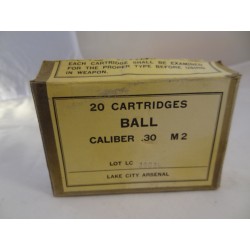 EACH CARTRIDGE SHALL BE EXAMINED
FOR THE PROPER TYPE BEFORE USING
IN WEAPON.
20 CARTRIDGES
BALL
CALIBER .30 M2
LOT LC
LAKE CITY ARSENAL